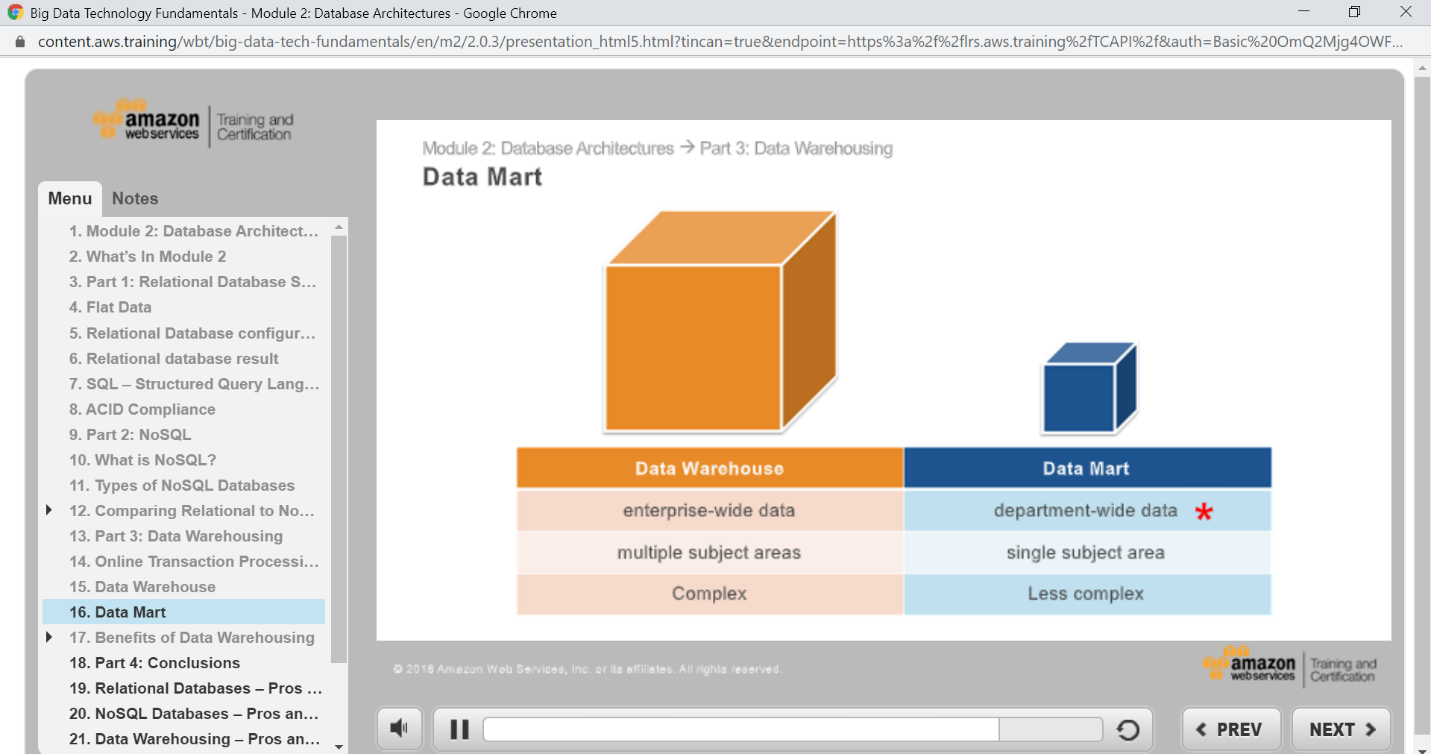 Big Data Technology Fundamentals - Module 2: Database Architectures - Google Chrome
content.aws.training/wbt/big-data-tech-fundamentals/en/m2/2.0.3/presentation_html5.html?tincan=true&endpoint=https%3a%2f%2flrs.aws.training%2fTCAPI%2f&auth=Basic%20OmQ2Mjg4OWF...
amazon
webservices
Training and
Certification
Menu
Notes
1. Module 2: Database Architect...
2. What's In Module 2
3. Part 1: Relational Database S...
4. Flat Data
5. Relational Database configur...
6. Relational database result
7. SQL – Structured Query Lang...
8. ACID Compliance
9. Part 2: NoSQL
10. What is NoSQL?
11. Types of NoSQL Databases
12. Comparing Relational to No...
13. Part 3: Data Warehousing
14. Online Transaction Processi...
15. Data Warehouse
16. Data Mart
17. Benefits of Data Warehousing
18. Part 4: Conclusions
19. Relational Databases – Pros ...
20. NoSQL Databases – Pros an...
21. Data Warehousing – Pros an...
Module 2: Database Architectures → Part 3: Data Warehousing
Data Mart
Data Warehouse Data Mart
enterprise-wide data department-wide data *
multiple subject areas single subject area
Complex Less complex
© 2016 Amazon Web Services, Inc. or its affiliates. All rights reserved.
amazon
webservices
Training and
Certification
< PREV
NEXT >